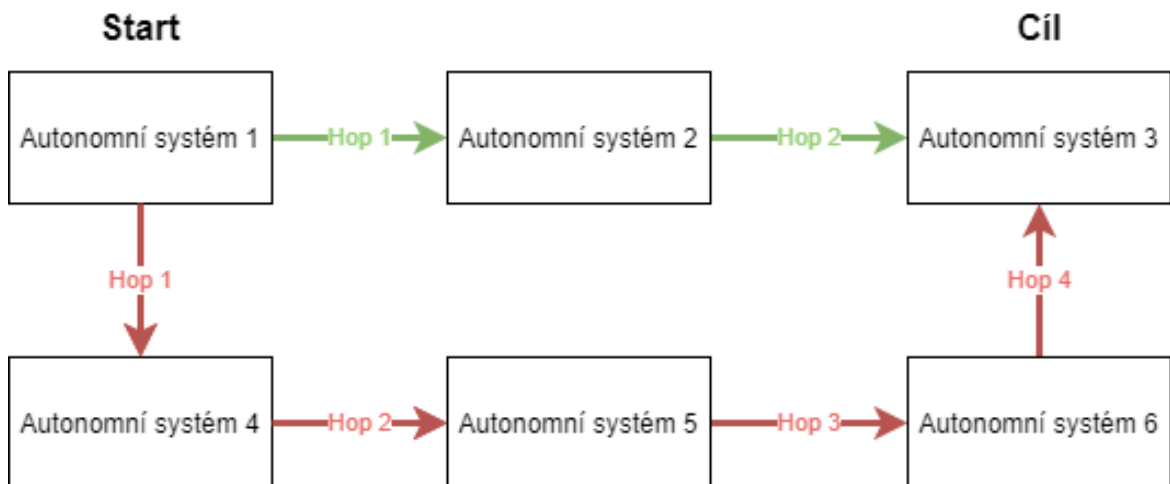 Start
Cíl
Autonomní systém 1
Hop 1
Autonomní systém 2
Hop 2
Autonomní systém 3
Hop 1
Hop 4
Autonomní systém 4
Hop 2
Autonomní systém 5
Hop 3
Autonomní systém 6